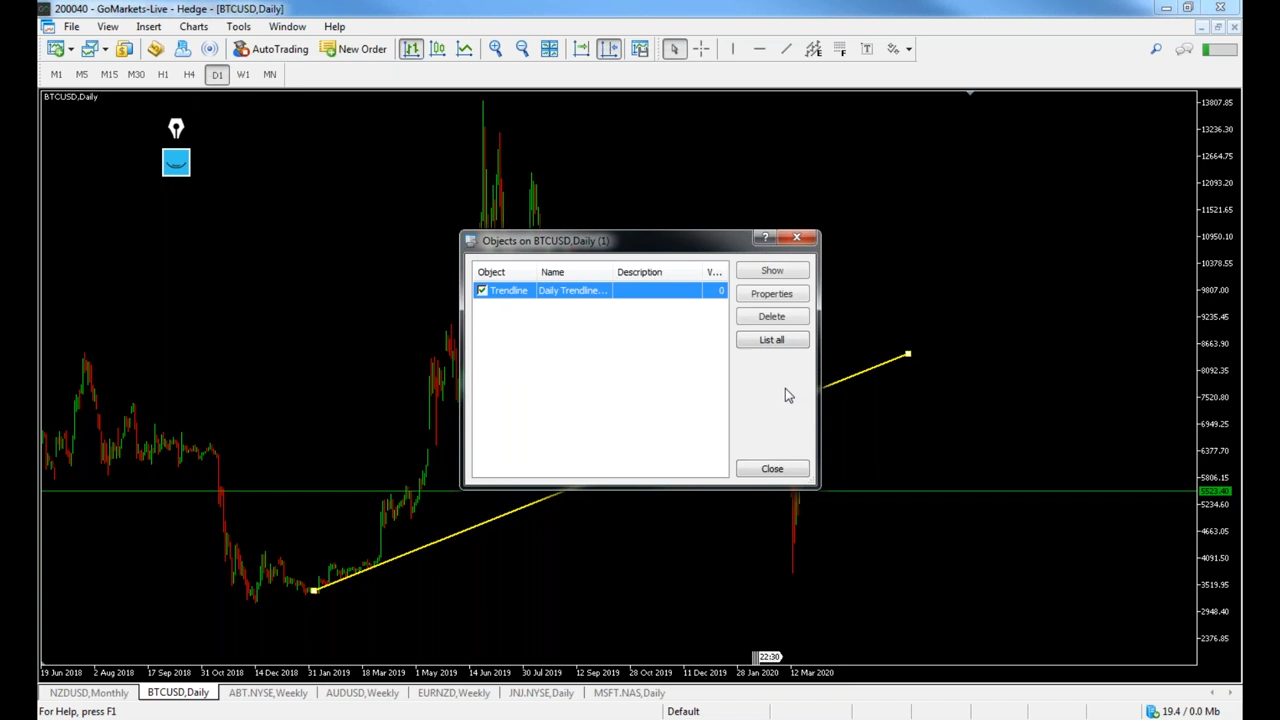 200040 - GoMarkets-Live - Hedge - [BTCUSD,Daily]
File View Insert Charts Tools Window Help
AutoTrading New Order
M1 M5 M15 M30 H1 H4 D1 W1 MN
BTCUSD,Daily
13807.85
13236.30
12664.75
12093.20
11521.65
10950.10
10378.55
9807.00
9235.45
8663.90
8092.35
7520.80
6949.25
6377.70
5806.15
5523.40
5234.60
4663.05
4091.50
3519.95
2948.40
2376.85
Objects on BTCUSD,Daily (1)
Object Name Description V...
Trendline Daily Trendline... 0
Show
Properties
Delete
List all
Close
22:30
19 Jun 2018 2 Aug 2018 17 Sep 2018 31 Oct 2018 14 Dec 2018 31 Jan 2019 18 Mar 2019 1 May 2019 14 Jun 2019 30 Jul 2019 12 Sep 2019 28 Oct 2019 11 Dec 2019 28 Jan 2020 12 Mar 2020
NZDUSD,Monthly BTCUSD,Daily ABT.NYSE,Weekly AUDUSD,Weekly EURNZD,Weekly JNJ.NYSE,Daily MSFT.NAS,Daily
For Help, press F1 Default 19.4 / 0.0 Mb